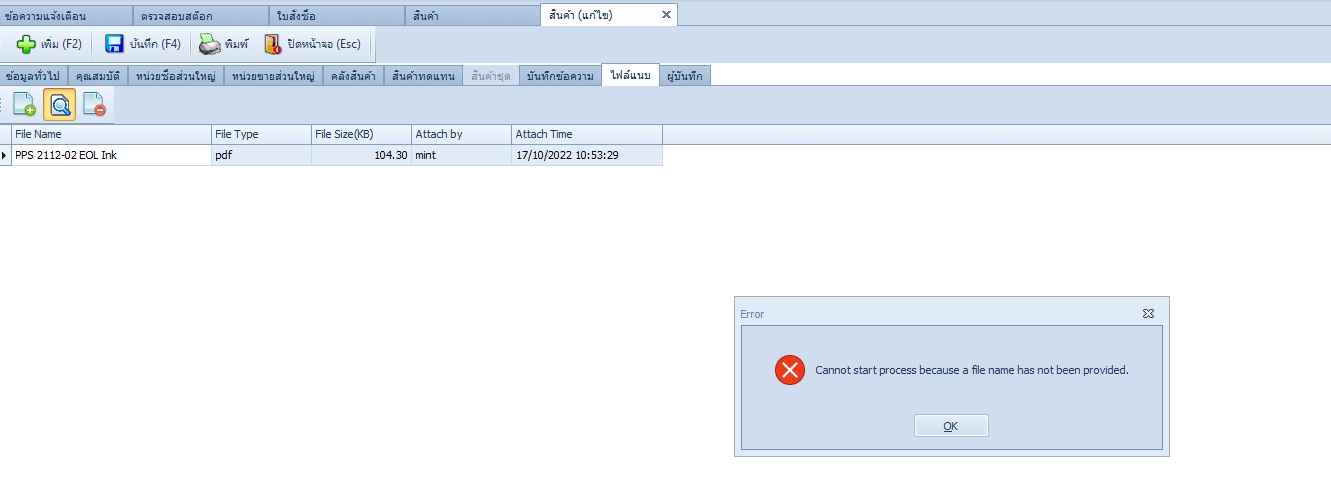 ข้อความแจ้งเตือน ตรวจสอบสต๊อก ใบสั่งซื้อ สินค้า สินค้า (แก้ไข)
เพิ่ม (F2) บันทึก (F4) พิมพ์ ปิดหน้าจอ (Esc)
ข้อมูลทั่วไป คุณสมบัติ หน่วยซื้อส่วนใหญ่ หน่วยขายส่วนใหญ่ คลังสินค้า สินค้าทดแทน สินค้าชุด บันทึกข้อความ ไฟล์แนบ ผู้บันทึก
File Name File Type File Size(KB) Attach by Attach Time
PPS 2112-02 EOL Ink pdf 104.30 mint 17/10/2022 10:53:29
Error
Cannot start process because a file name has not been provided.
OK